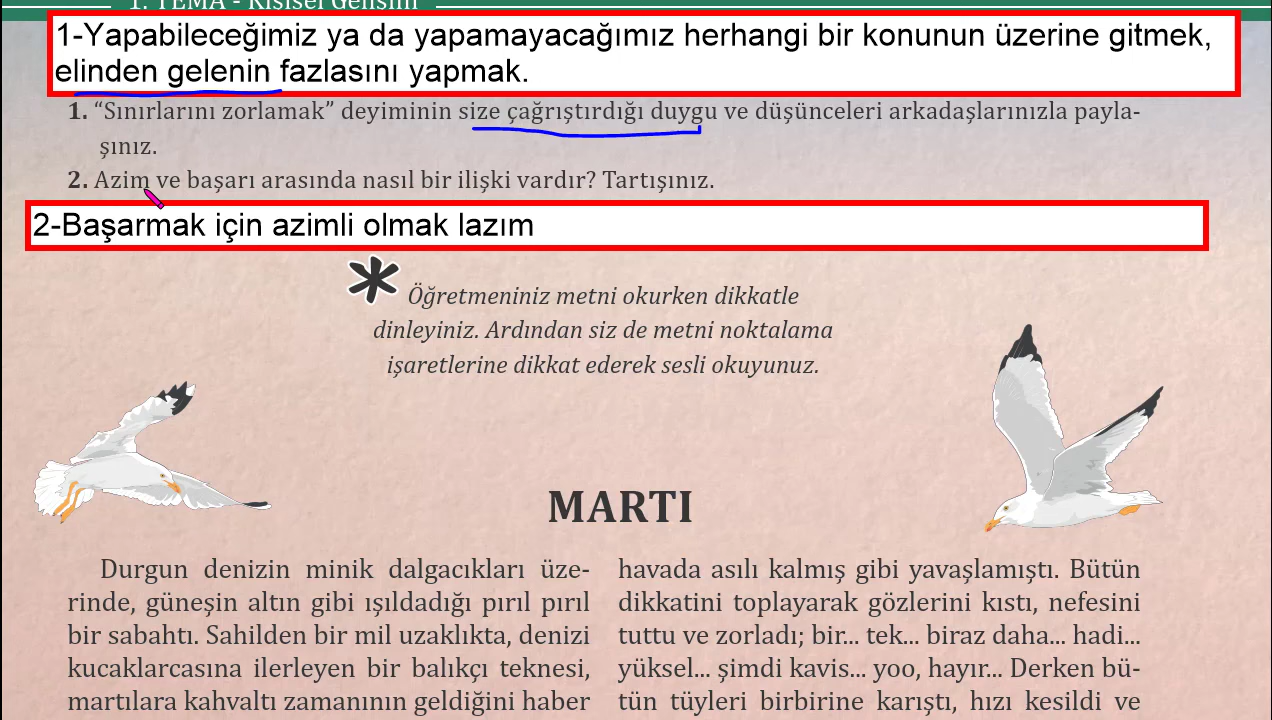 1. TEMA - Kişisel Gelişim
1-Yapabileceğimiz ya da yapamayacağımız herhangi bir konunun üzerine gitmek,
elinden gelenin fazlasını yapmak.
1. “Sınırlarını zorlamak” deyiminin size çağrıştırdığı duygu ve düşünceleri arkadaşlarınızla payla-
şınız.
2. Azim ve başarı arasında nasıl bir ilişki vardır? Tartışınız.
2-Başarmak için azimli olmak lazım
Öğretmeniniz metni okurken dikkatle
dinleyiniz. Ardından siz de metni noktalama
işaretlerine dikkat ederek sesli okuyunuz.
MARTI
Durgun denizin minik dalgacıkları üze-
rinde, güneşin altın gibi ışıldadığı pırıl pırıl
bir sabahtı. Sahilden bir mil uzaklıkta, denizi
kucaklarcasına ilerleyen bir balıkçı teknesi,
martılara kahvaltı zamanının geldiğini haber
havada asılı kalmış gibi yavaşlamıştı. Bütün
dikkatini toplayarak gözlerini kıstı, nefesini
tuttu ve zorladı; bir... tek... biraz daha... hadi...
yüksel... şimdi kavis... yoo, hayır... Derken bü-
tün tüyleri birbirine karıştı, hızı kesildi ve